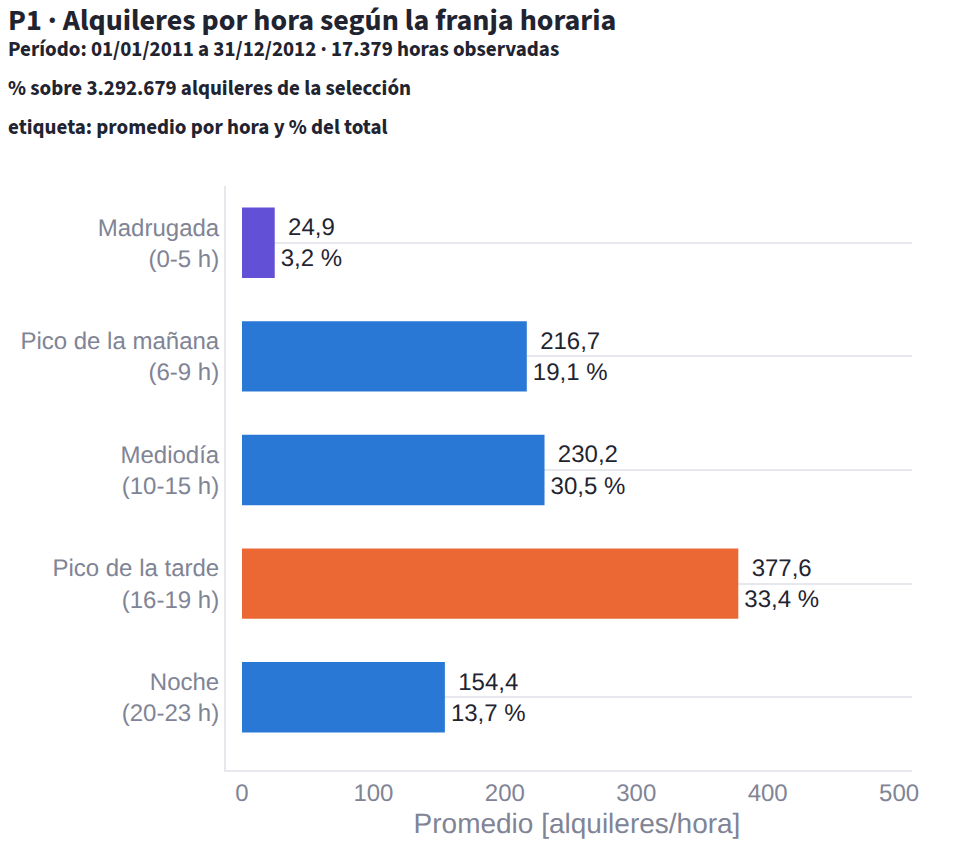 P1 · Alquileres por hora según la franja horaria
Período: 01/01/2011 a 31/12/2012 · 17.379 horas observadas
% sobre 3.292.679 alquileres de la selección
etiqueta: promedio por hora y % del total
Madrugada
(0-5 h)
24,9
3,2 %
Pico de la mañana
(6-9 h)
216,7
19,1 %
Mediodía
(10-15 h)
230,2
30,5 %
Pico de la tarde
(16-19 h)
377,6
33,4 %
Noche
(20-23 h)
154,4
13,7 %
0 100 200 300 400 500
Promedio [alquileres/hora]